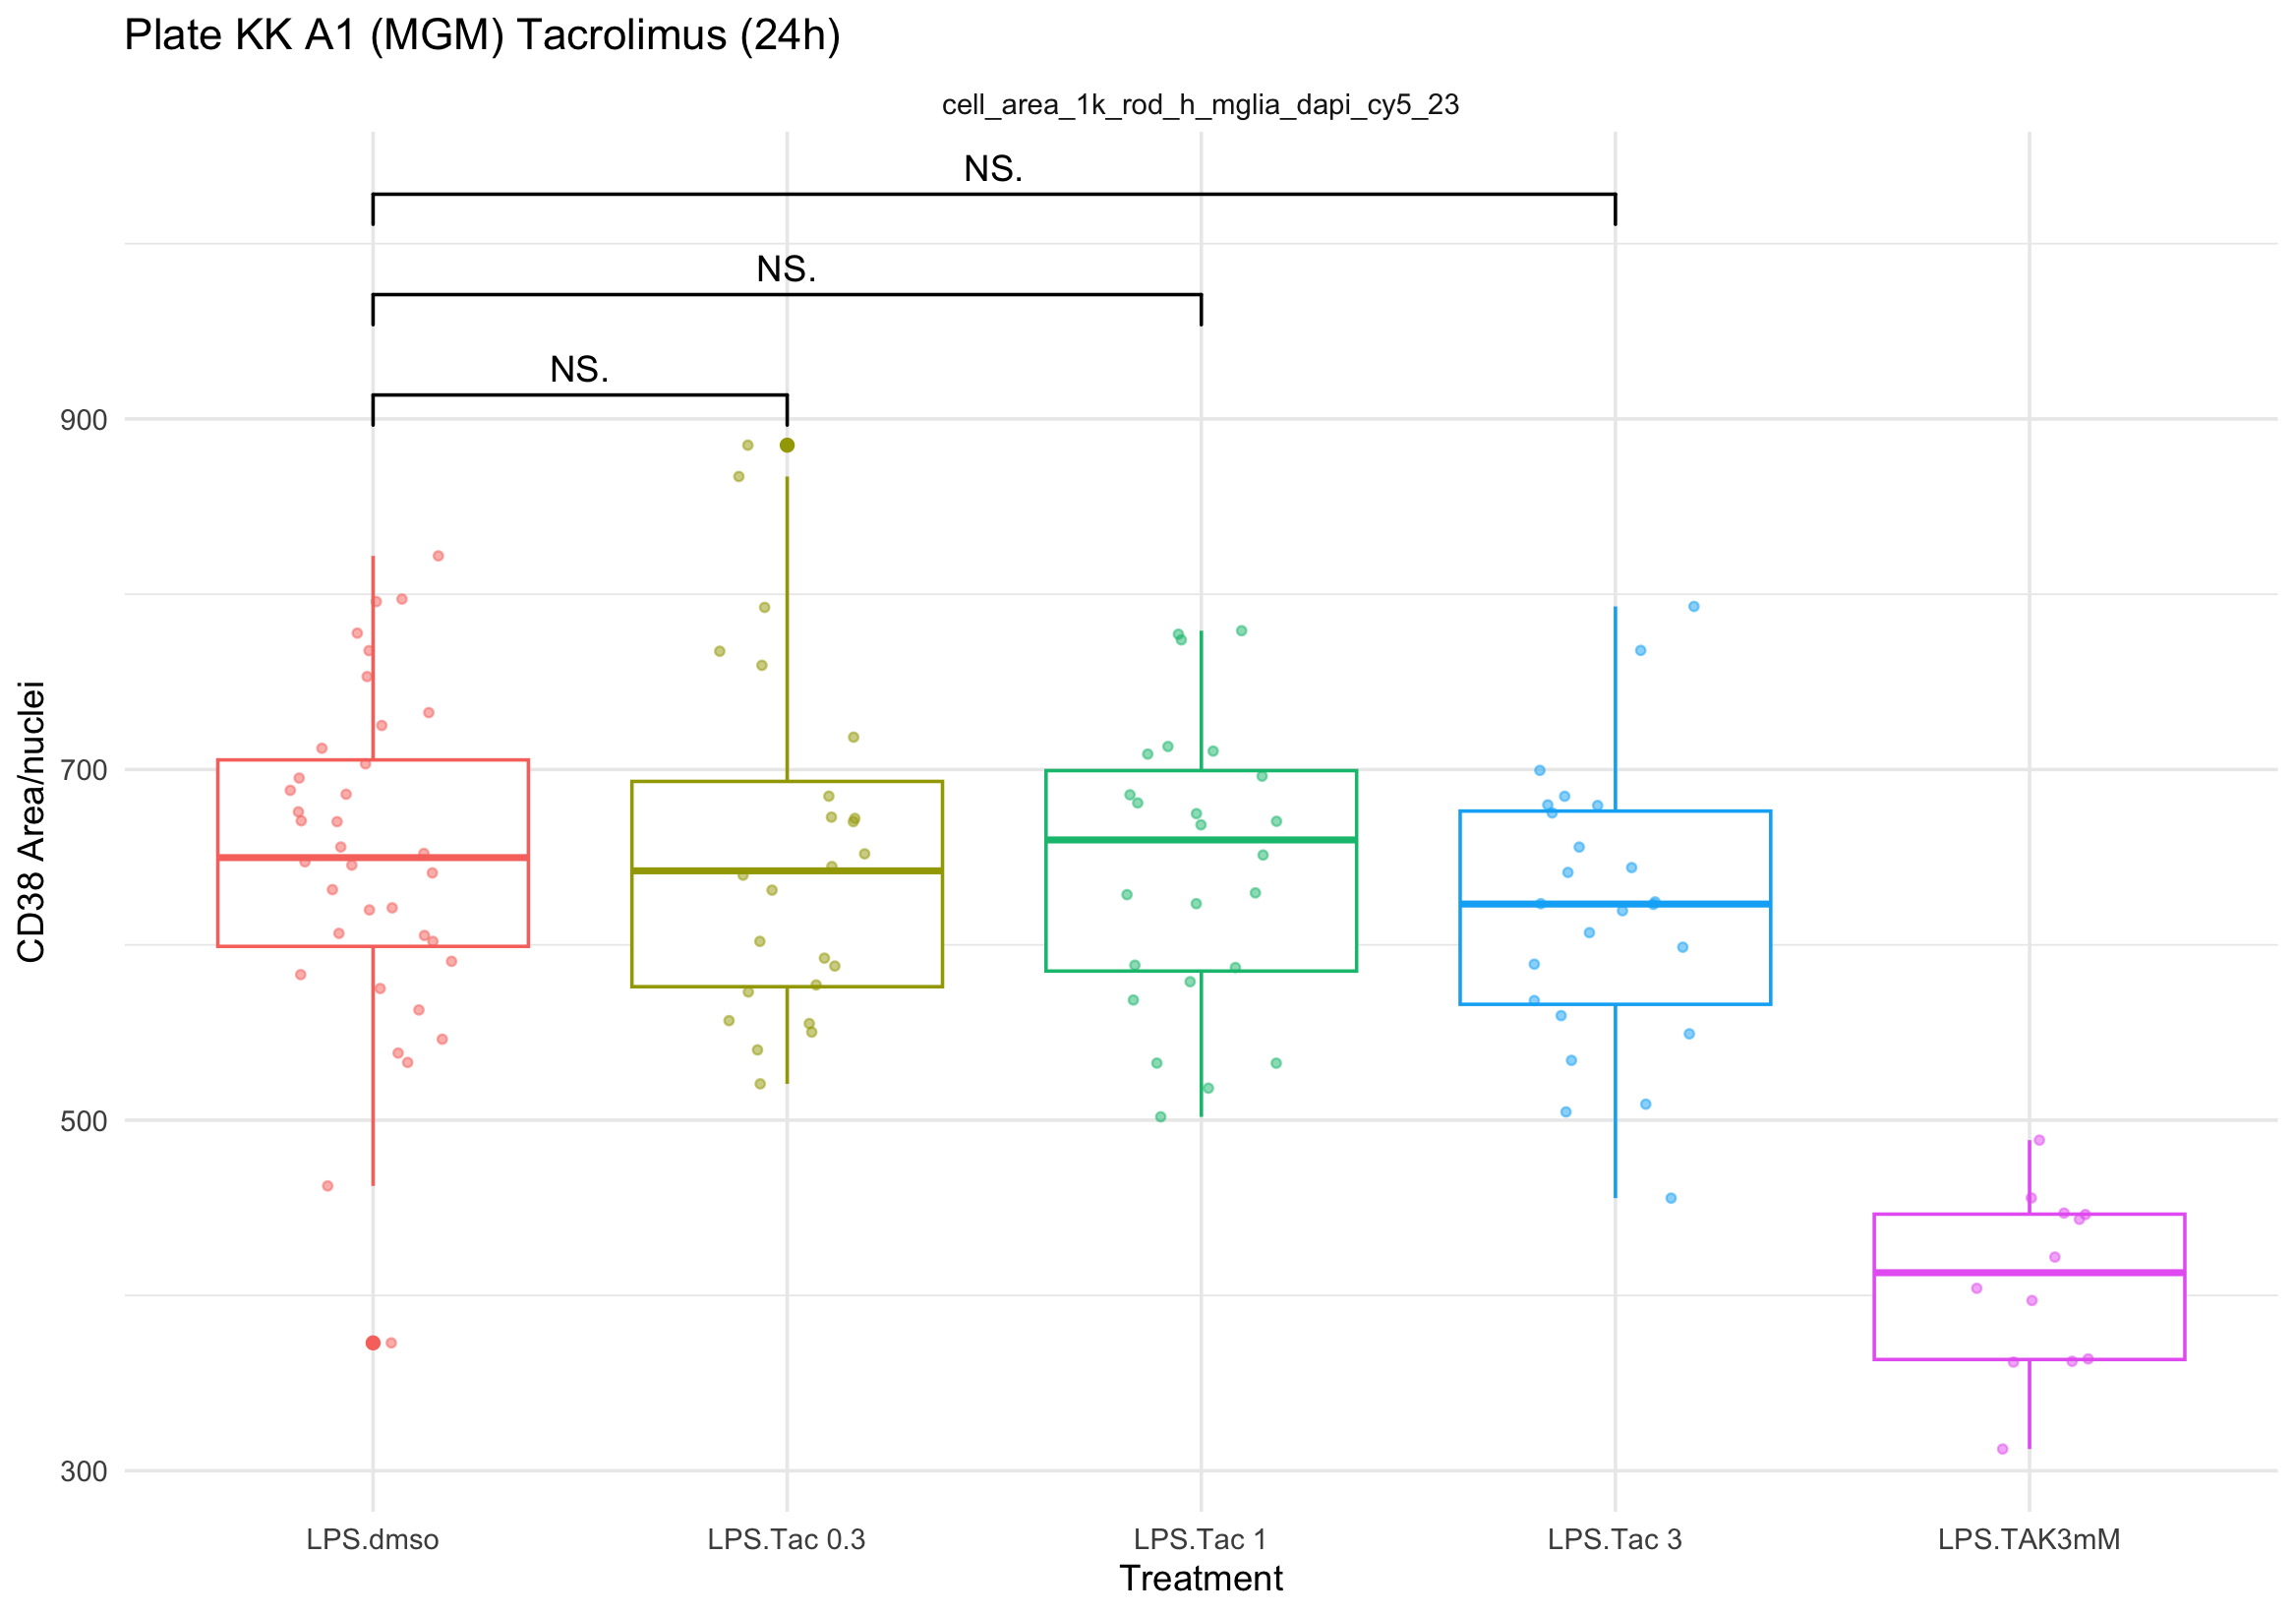 Plate KK A1 (MGM) Tacrolimus (24h)
cell_area_1k_rod_h_mglia_dapi_cy5_23
NS.
NS.
NS.
900
700
500
300
CD38 Area/nuclei
LPS.dmso
LPS.Tac 0.3
LPS.Tac 1
LPS.Tac 3
LPS.TAK3mM
Treatment